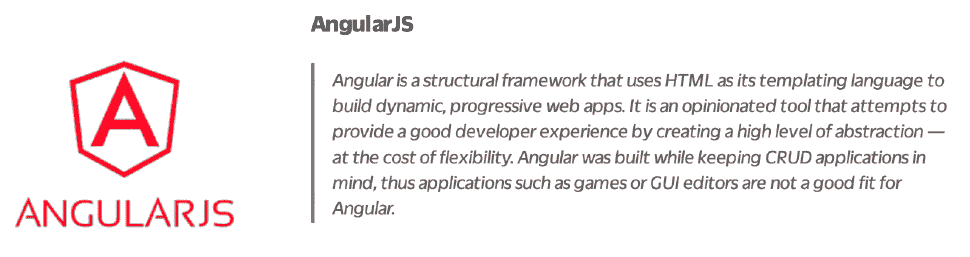 AngularJS
A
ANGULARJS
Angular is a structural framework that uses HTML as its templating language to
build dynamic, progressive web apps. It is an opinionated tool that attempts to
provide a good developer experience by creating a high level of abstraction —
at the cost of flexibility. Angular was built while keeping CRUD applications in
mind, thus applications such as games or GUI editors are not a good fit for
Angular.